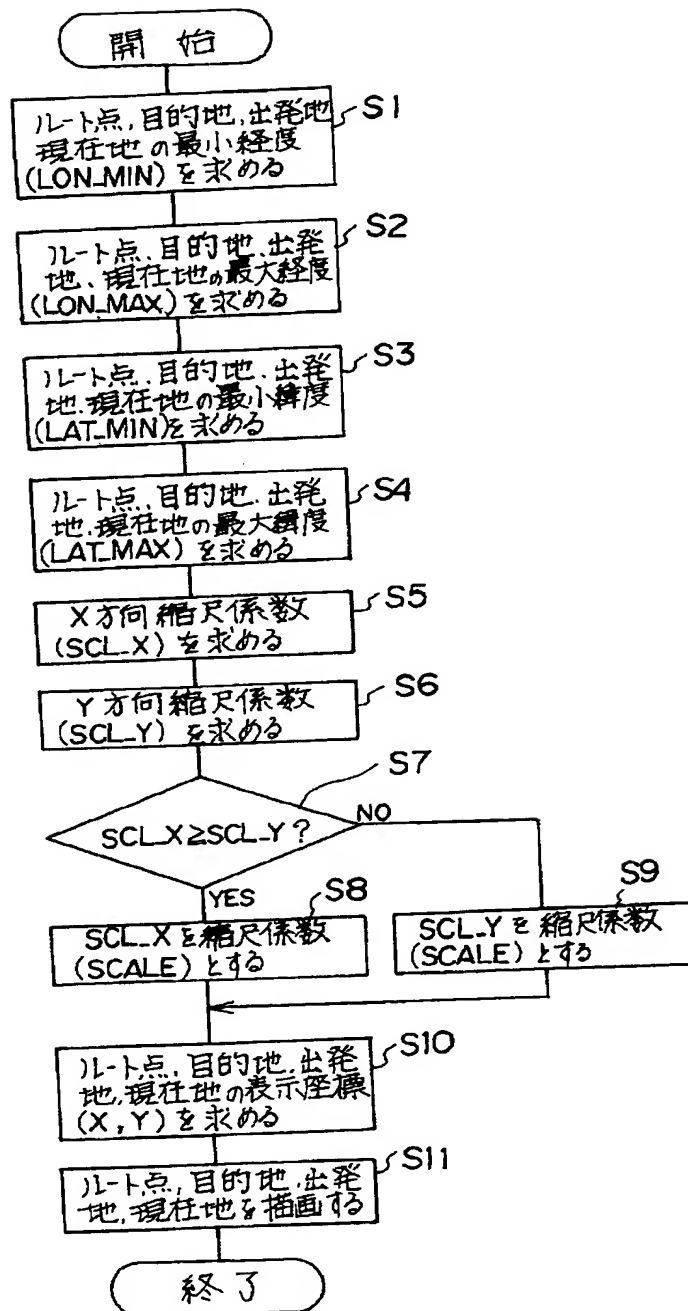 開始
ルート点,目的地,出発地
現在地の最小経度
(LON_MIN)を求める
S1
ルート点.目的地.出発
地、現在地の最大経度
(LON_MAX)を求める
S2
ルート点.目的地.出発
地.現在地の最小緯度
(LAT_MIN)を求める
S3
ルート点.目的地.出発
地.現在地の最大緯度
(LAT_MAX)を求める
S4
X方向縮尺係数
(SCL_X)を求める
S5
Y方向縮尺係数
(SCL_Y)を求める
S6
S7
SCL_X≥SCL_Y?
NO
YES
S8
SCL_Xを縮尺係数
(SCALE)とする
S9
SCL_Yを縮尺係数
(SCALE)とする
ルート点,目的地.出発
地,現在地の表示座標
(X,Y)を求める
S10
ルート点,目的地.出発
地,現在地を描画する
S11
終了